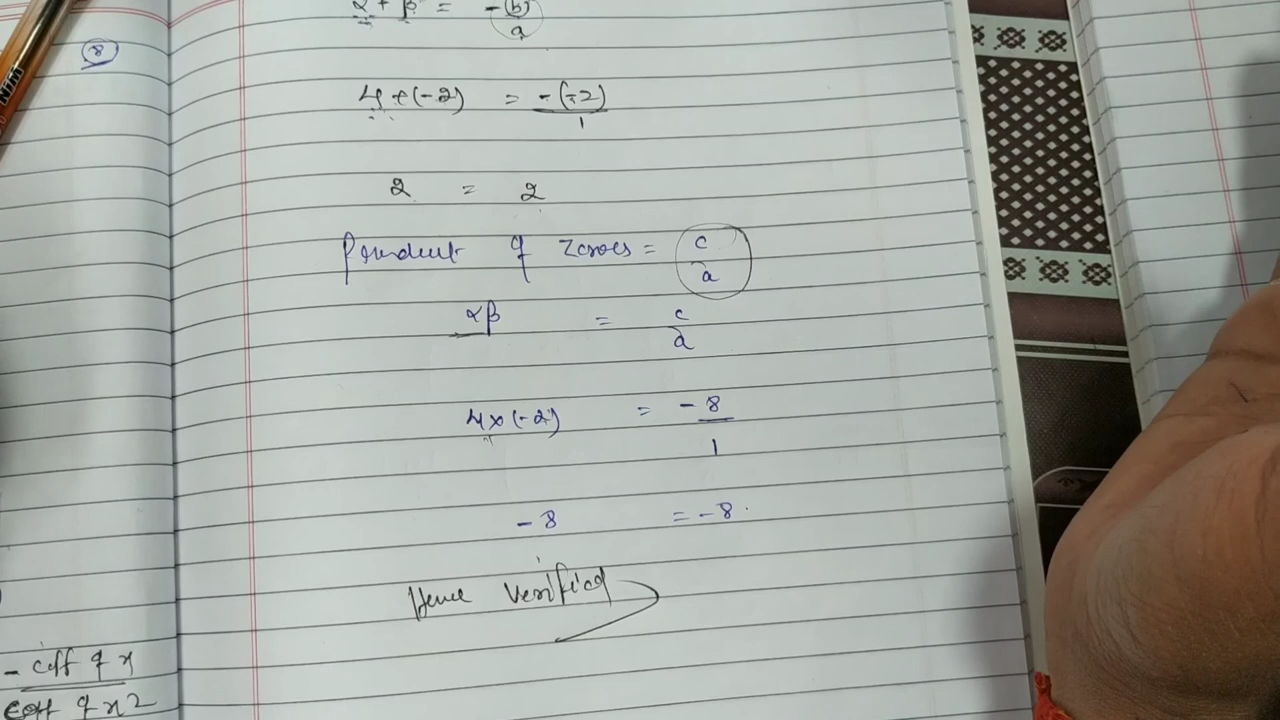 α + β = -(b)/a
8
4 + (-2) = -(-2)/1
2 = 2
Product of zeroes = c/a
αβ = c/a
4 x (-2) = -8/1
-8 = -8.
Hence verified
- coff of x
coff of x2
Nim